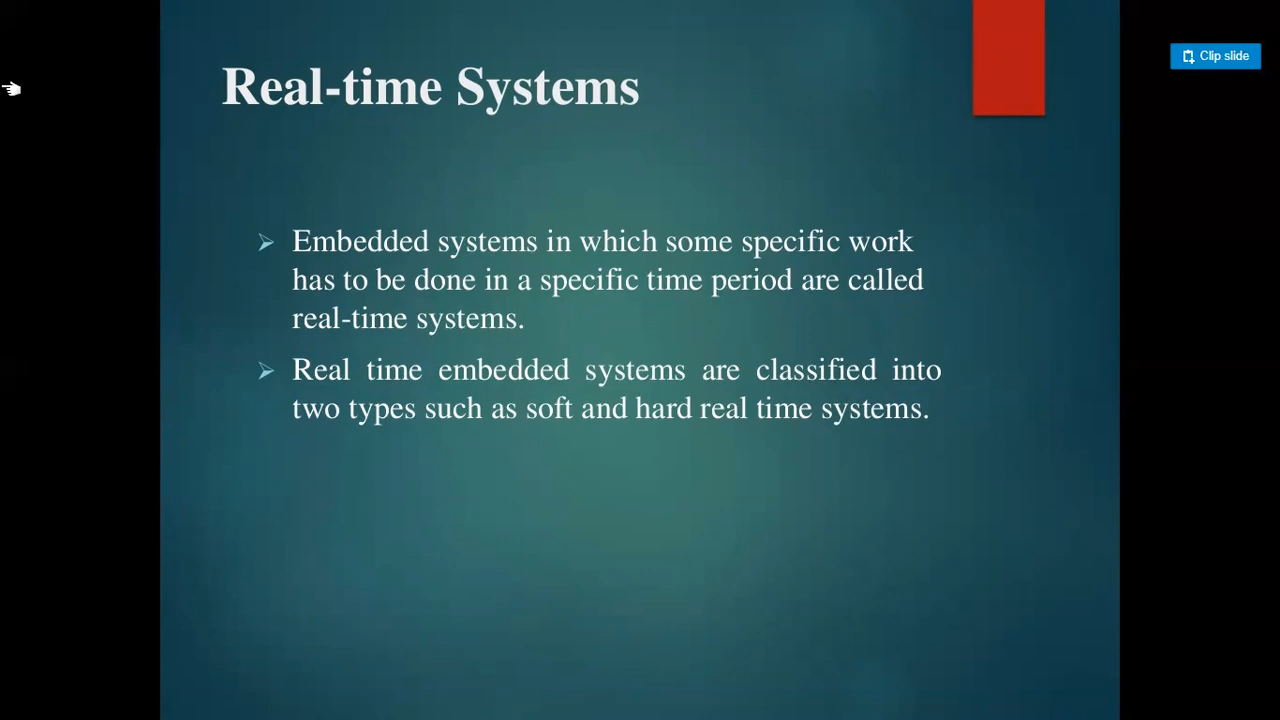 Clip slide
Real-time Systems
Embedded systems in which some specific work
has to be done in a specific time period are called
real-time systems.
Real time embedded systems are classified into
two types such as soft and hard real time systems.